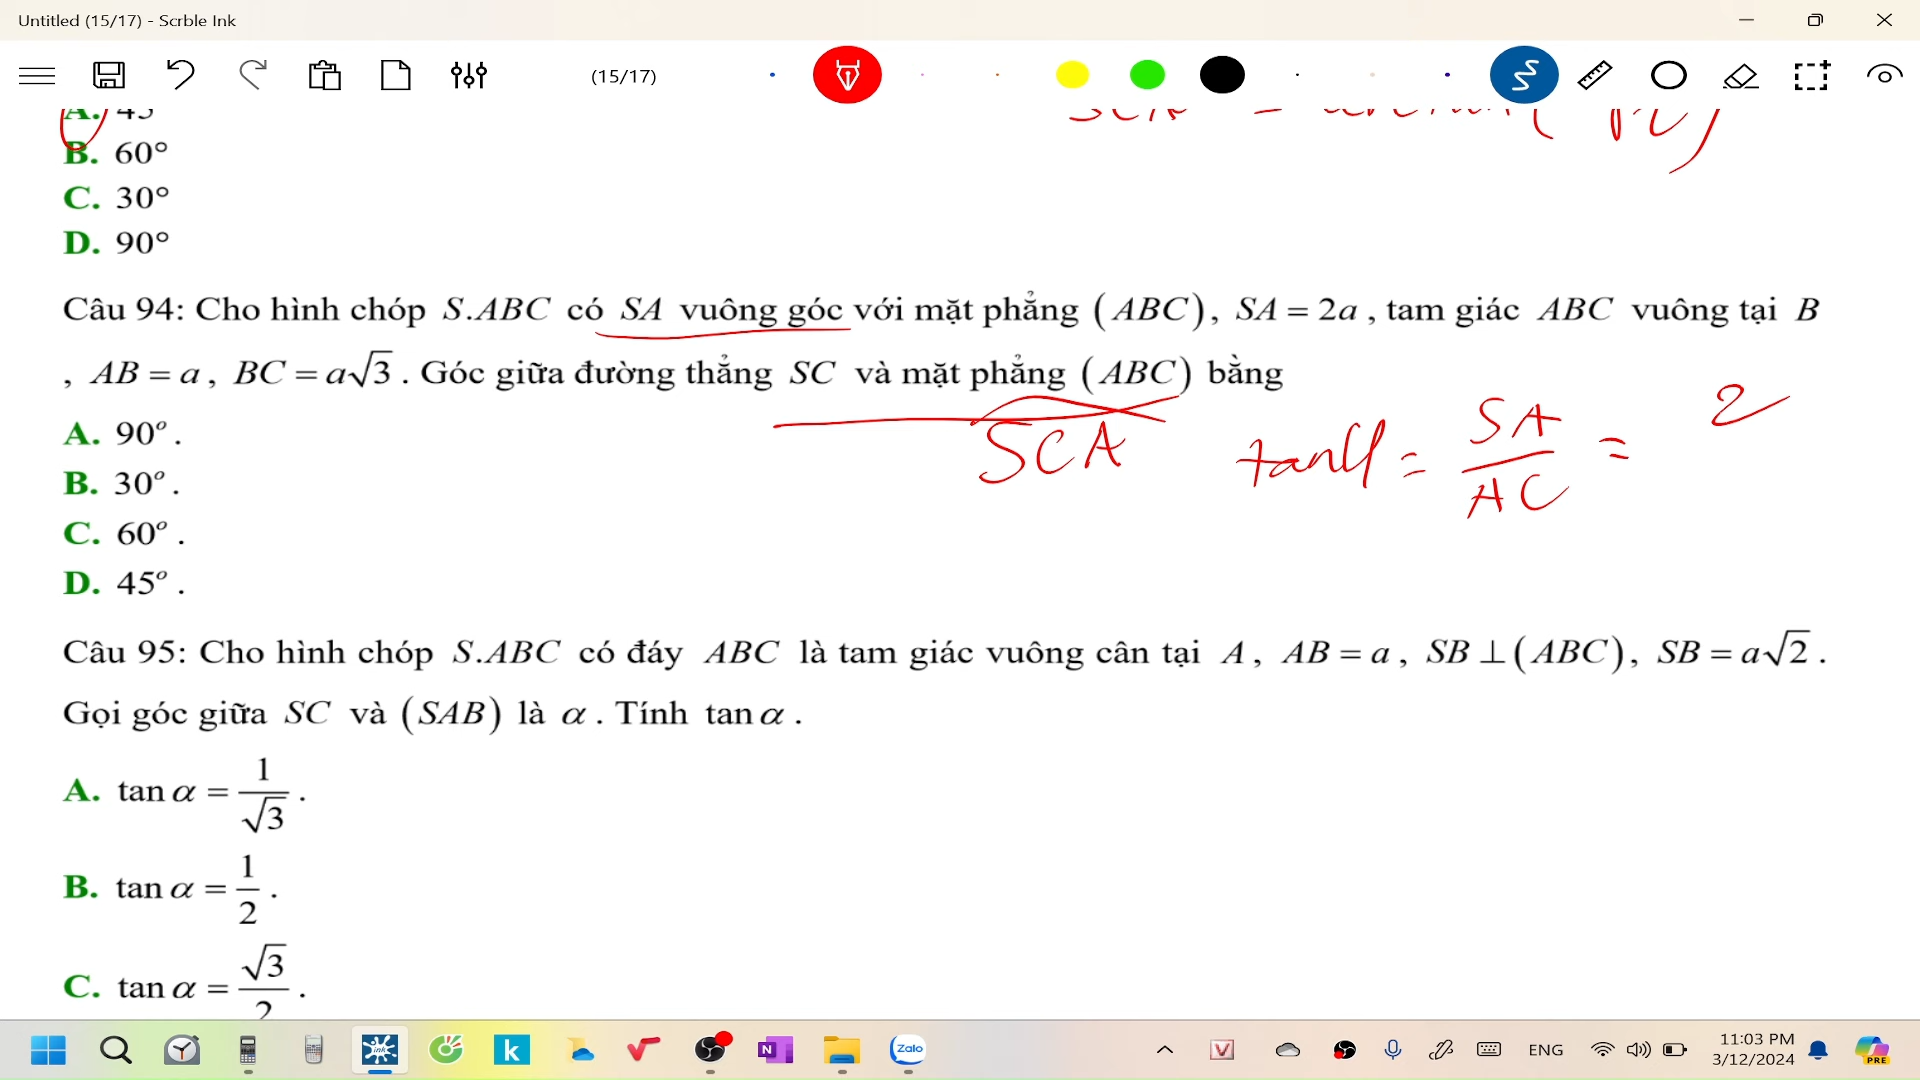 Untitled (15/17) - Scrble Ink
(15/17)
A. 45
B. 60°
C. 30°
D. 90°
Câu 94: Cho hình chóp S.ABC có SA vuông góc với mặt phẳng (ABC), SA = 2a, tam giác ABC vuông tại B
, AB = a, BC = a√3. Góc giữa đường thẳng SC và mặt phẳng (ABC) bằng
SCA
tanφ = SA/AC = 2
A. 90°.
B. 30°.
C. 60°.
D. 45°.
Câu 95: Cho hình chóp S.ABC có đáy ABC là tam giác vuông cân tại A, AB = a, SB ⊥ (ABC), SB = a√2.
Gọi góc giữa SC và (SAB) là α. Tính tan α.
A. tan α = 1/√3.
B. tan α = 1/2.
C. tan α = √3/2.
Zalo
ENG
11:03 PM
3/12/2024
PRE